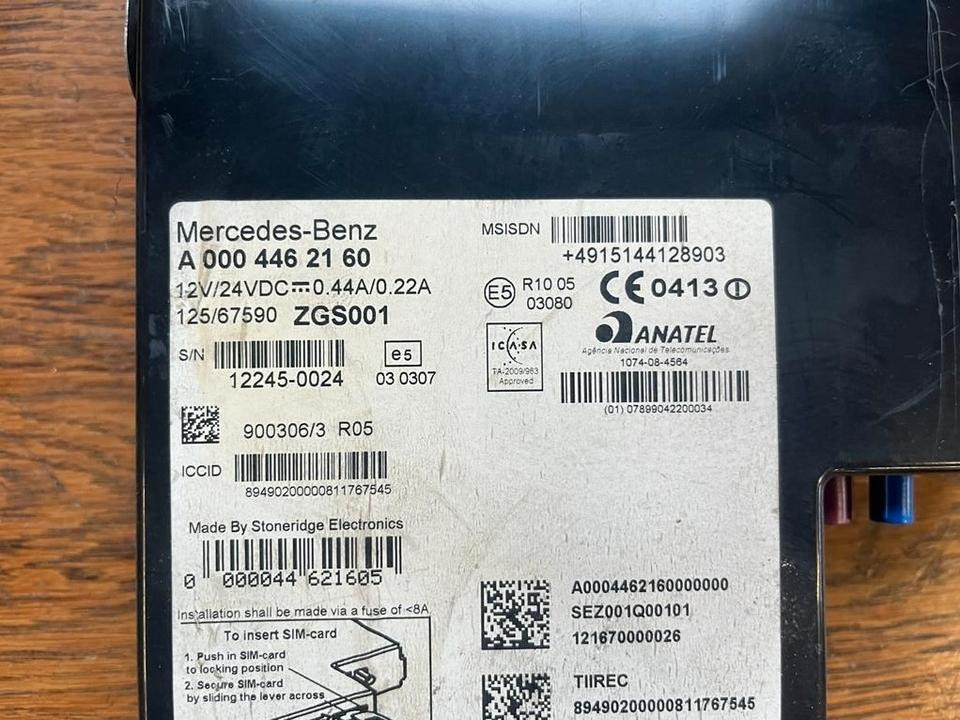 Mercedes-Benz
A 000 446 21 60
12V/24VDC⎓0.44A/0.22A
125/67590 ZGS001
S/N
12245-0024
e5
03 0307
900306/3 R05
ICCID
89490200000811767545
Made By Stoneridge Electronics
0 000044 621605
Installation shall be made via a fuse of <8A
To insert SIM-card
1. Push in SIM-card
to locking position
2. Secure SIM-card
by sliding the lever across
MSISDN
+4915144128903
E5 R10 05
03080
CE 0413
ICASA
TA-2009/963
Approved
ANATEL
Agência Nacional de Telecomunicações
1074-08-4564
(01) 07899042200034
A0004462160000000
SEZ001Q00101
121670000026
TIIREC
89490200000811767545